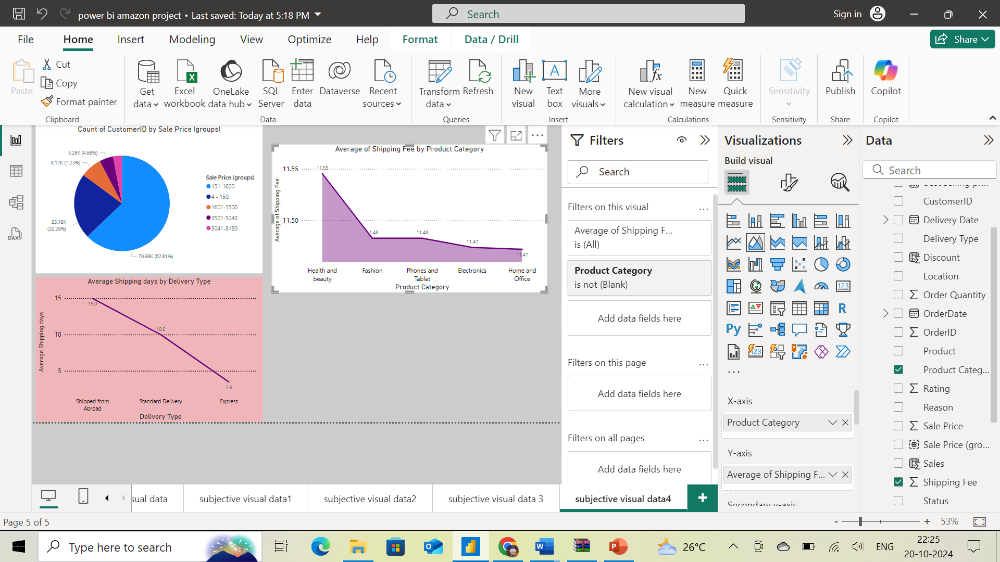 power bi amazon project • Last saved: Today at 5:18 PM
Search
Sign in
File
Home
Insert
Modeling
View
Optimize
Help
Format
Data / Drill
Share
Paste
Cut
Copy
Format painter
Clipboard
Get data
Excel workbook
OneLake data hub
SQL Server
Enter data
Dataverse
Recent sources
Data
Transform data
Refresh
Queries
New visual
Text box
More visuals
Insert
New visual calculation
New measure
Quick measure
Calculations
Sensitivity
Sensitivity
Publish
Share
Copilot
Copilot
Count of CustomerID by Sale Price (groups)
5.26K (4.66%)
8.17K (7.23%)
25.18K
(22.29%)
70.98K (62.81%)
Sale Price (groups)
151-1600
4 - 150.
1601-3500
3501-5040
5041-8180
Average Shipping days by Delivery Type
Average Shipping days
15
10
5
15.0
10.0
3.5
Shipped from Abroad
Standard Delivery
Express
Delivery Type
Average of Shipping Fee by Product Category
Average of Shipping Fee
11.55
11.50
11.55
11.48
11.48
11.47
11.47
Health and beauty
Fashion
Phones and Tablet
Electronics
Home and Office
Product Category
Filters
Search
Filters on this visual
...
Average of Shipping F...
is (All)
Product Category
is not (Blank)
Add data fields here
Filters on this page
...
Add data fields here
Filters on all pages
...
Add data fields here
Visualizations
Build visual
123
R
Py
123
...
X-axis
Product Category
Y-axis
Average of Shipping F...
Secondary y-axis
Data
Search
CustomerID
Delivery Date
Delivery Type
Discount
Location
Order Quantity
OrderDate
OrderID
Product
Product Categ...
Rating
Reason
Sale Price
Sale Price (gro...
Sales
Shipping Fee
Status
DAX
sual data
subjective visual data1
subjective visual data2
subjective visual data 3
subjective visual data4
+
Page 5 of 5
- + 53%
Type here to search
26°C
ENG
22:25
20-10-2024